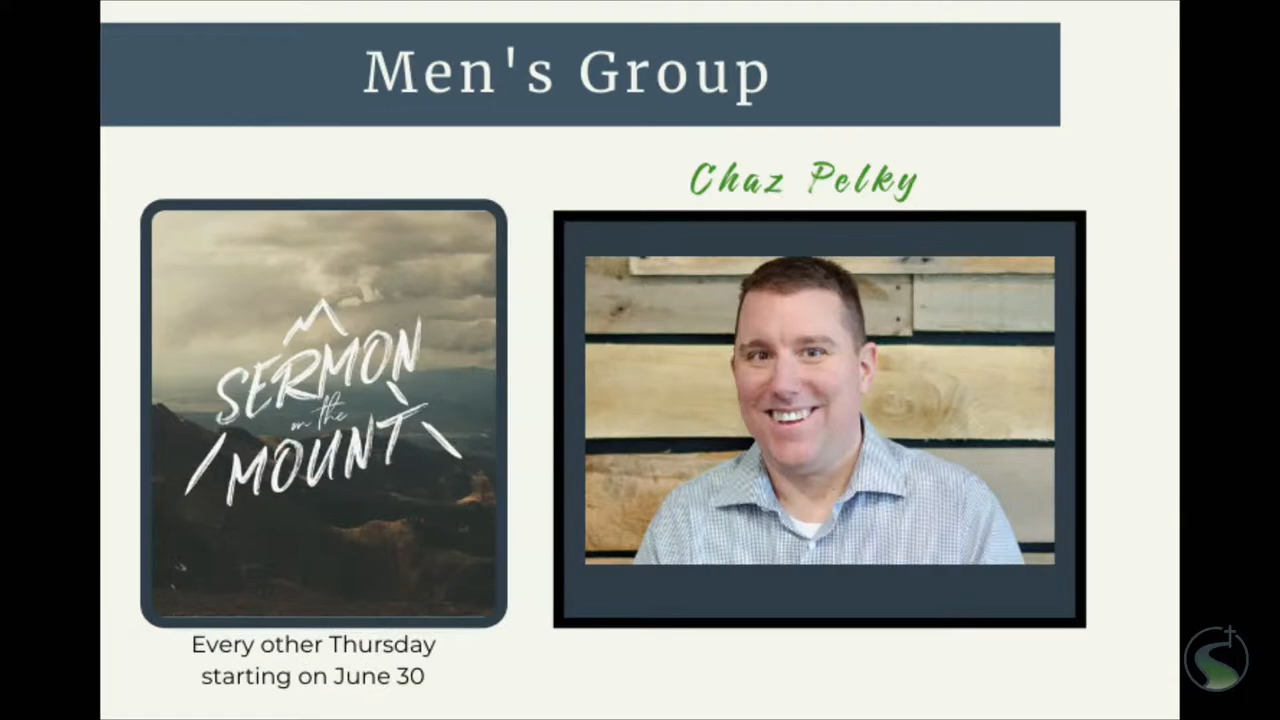 Men's Group
Chaz Pelky
SERMON
on the
MOUNT
Every other Thursday
starting on June 30